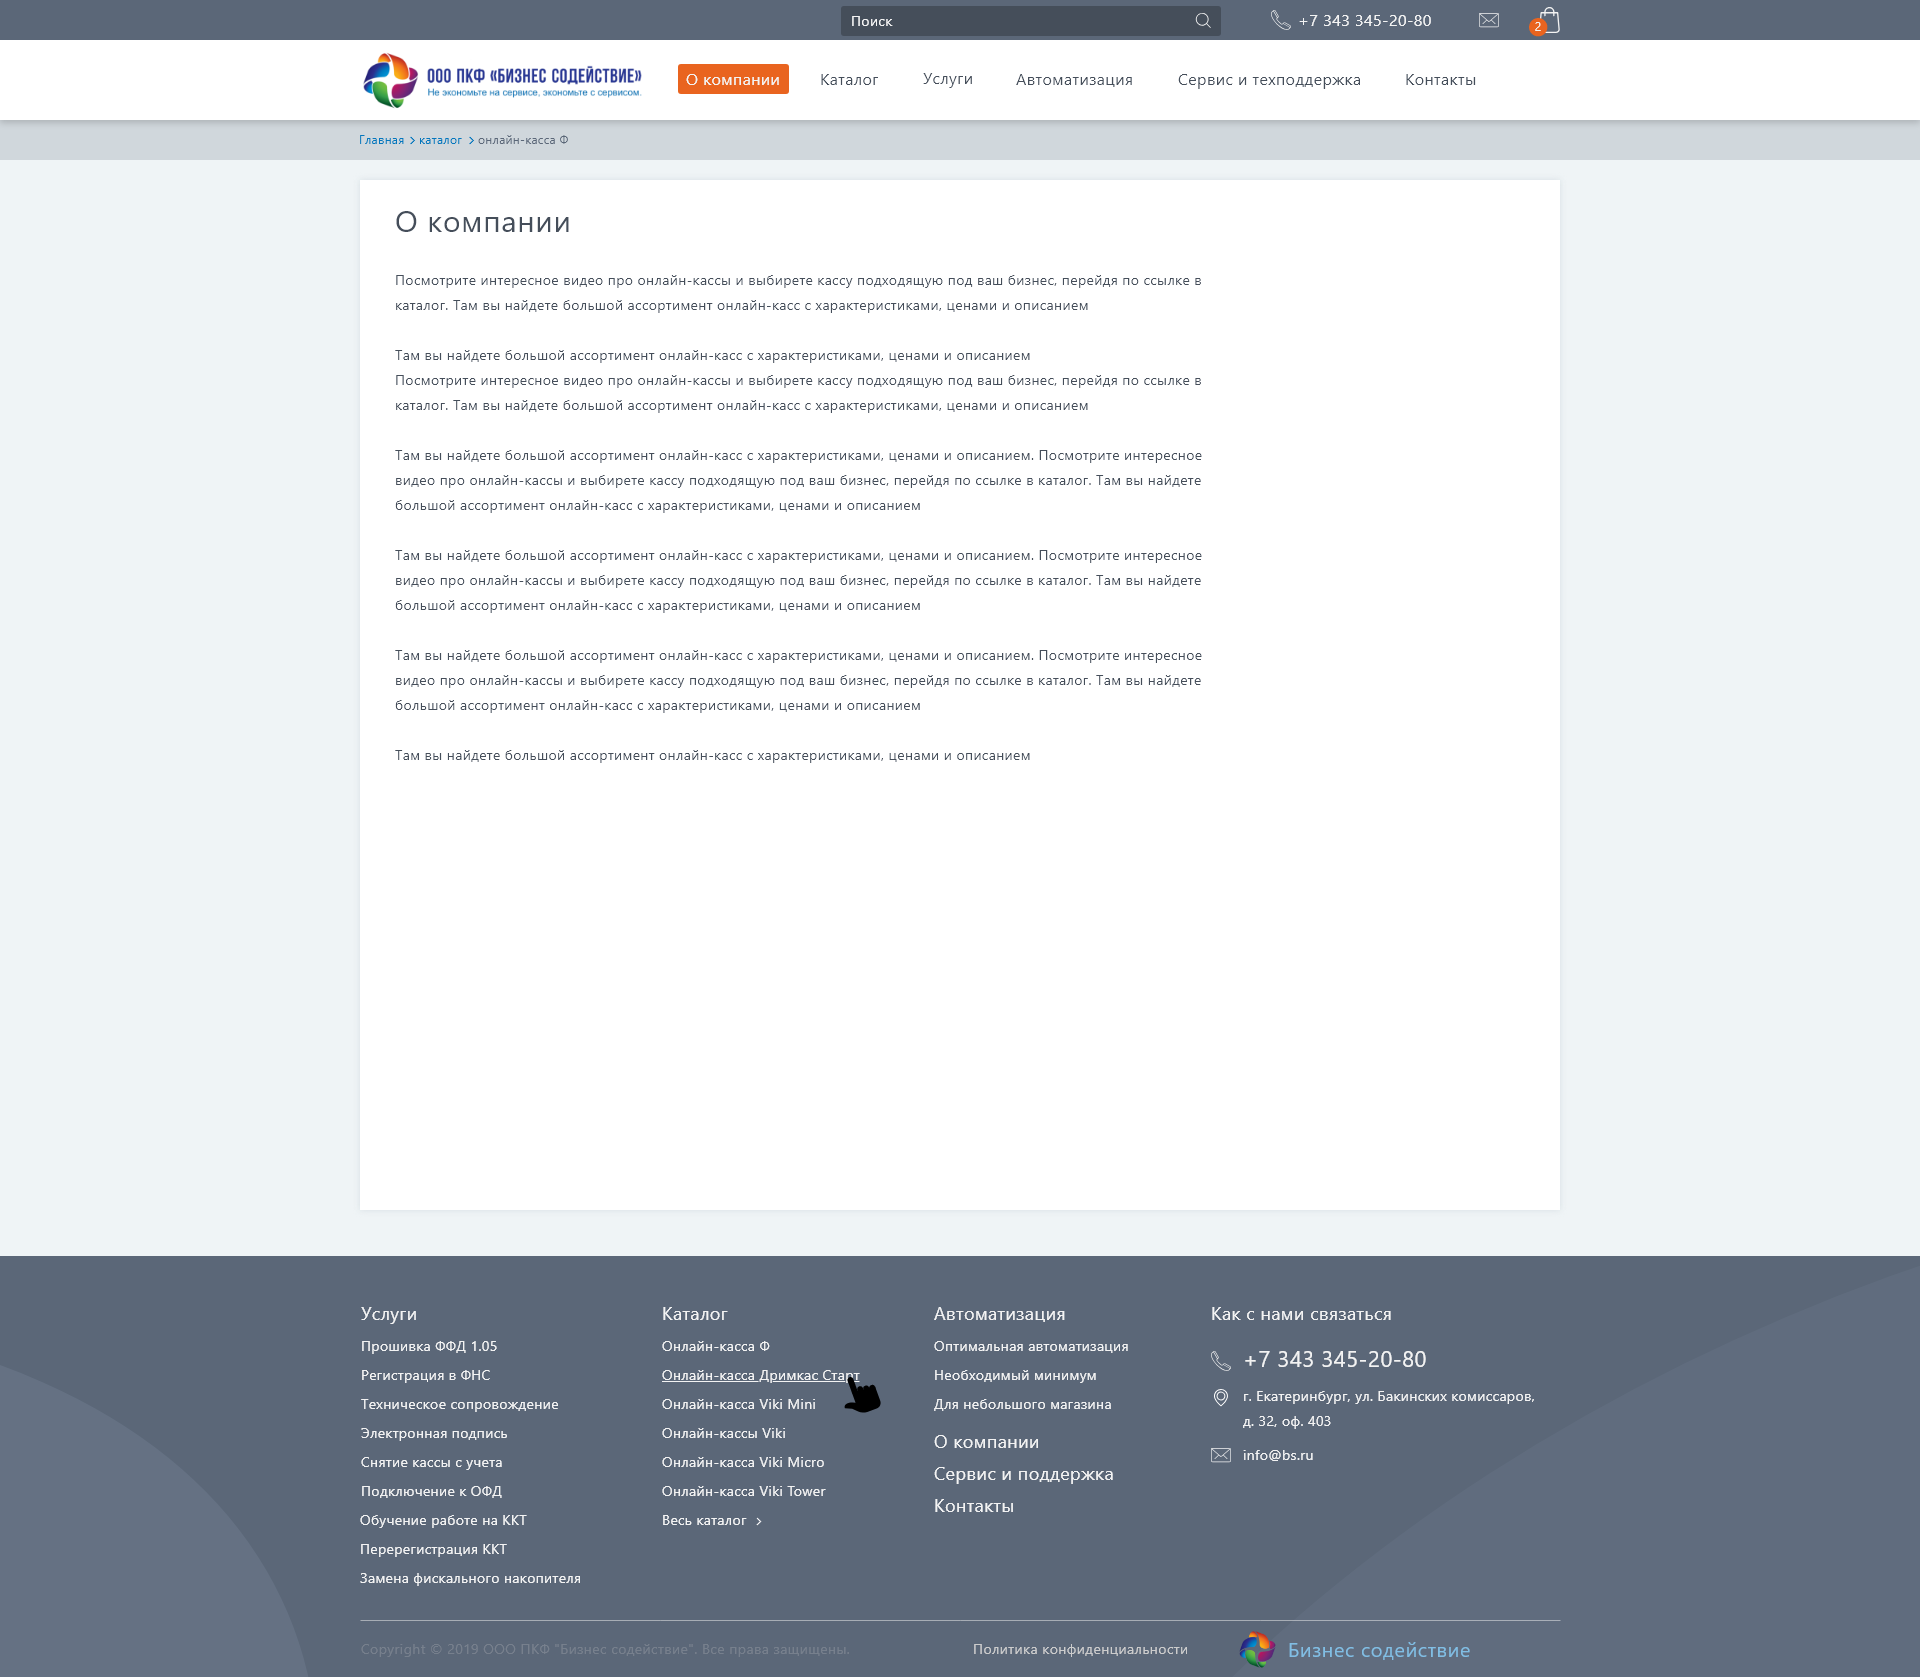 Поиск
+7 343 345-20-80
2
ООО ПКФ «БИЗНЕС СОДЕЙСТВИЕ»
Не экономьте на сервисе, экономьте с сервисом.
О компании
Каталог
Услуги
Автоматизация
Сервис и техподдержка
Контакты
Главная > каталог > онлайн-касса Ф
О компании
Посмотрите интересное видео про онлайн-кассы и выбирете кассу подходящую под ваш бизнес, перейдя по ссылке в
каталог. Там вы найдете большой ассортимент онлайн-касс с характеристиками, ценами и описанием
Там вы найдете большой ассортимент онлайн-касс с характеристиками, ценами и описанием
Посмотрите интересное видео про онлайн-кассы и выбирете кассу подходящую под ваш бизнес, перейдя по ссылке в
каталог. Там вы найдете большой ассортимент онлайн-касс с характеристиками, ценами и описанием
Там вы найдете большой ассортимент онлайн-касс с характеристиками, ценами и описанием. Посмотрите интересное
видео про онлайн-кассы и выбирете кассу подходящую под ваш бизнес, перейдя по ссылке в каталог. Там вы найдете
большой ассортимент онлайн-касс с характеристиками, ценами и описанием
Там вы найдете большой ассортимент онлайн-касс с характеристиками, ценами и описанием. Посмотрите интересное
видео про онлайн-кассы и выбирете кассу подходящую под ваш бизнес, перейдя по ссылке в каталог. Там вы найдете
большой ассортимент онлайн-касс с характеристиками, ценами и описанием
Там вы найдете большой ассортимент онлайн-касс с характеристиками, ценами и описанием. Посмотрите интересное
видео про онлайн-кассы и выбирете кассу подходящую под ваш бизнес, перейдя по ссылке в каталог. Там вы найдете
большой ассортимент онлайн-касс с характеристиками, ценами и описанием
Там вы найдете большой ассортимент онлайн-касс с характеристиками, ценами и описанием
Услуги
Прошивка ФФД 1.05
Регистрация в ФНС
Техническое сопровождение
Электронная подпись
Снятие кассы с учета
Подключение к ОФД
Обучение работе на ККТ
Перерегистрация ККТ
Замена фискального накопителя
Каталог
Онлайн-касса Ф
Онлайн-касса Дримкас Старт
Онлайн-касса Viki Mini
Онлайн-кассы Viki
Онлайн-касса Viki Micro
Онлайн-касса Viki Tower
Весь каталог >
Автоматизация
Оптимальная автоматизация
Необходимый минимум
Для небольшого магазина
О компании
Сервис и поддержка
Контакты
Как с нами связаться
+7 343 345-20-80
г. Екатеринбург, ул. Бакинских комиссаров,
д. 32, оф. 403
info@bs.ru
Copyright © 2019 ООО ПКФ "Бизнес содействие". Все права защищены.
Политика конфиденциальности
Бизнес содействие